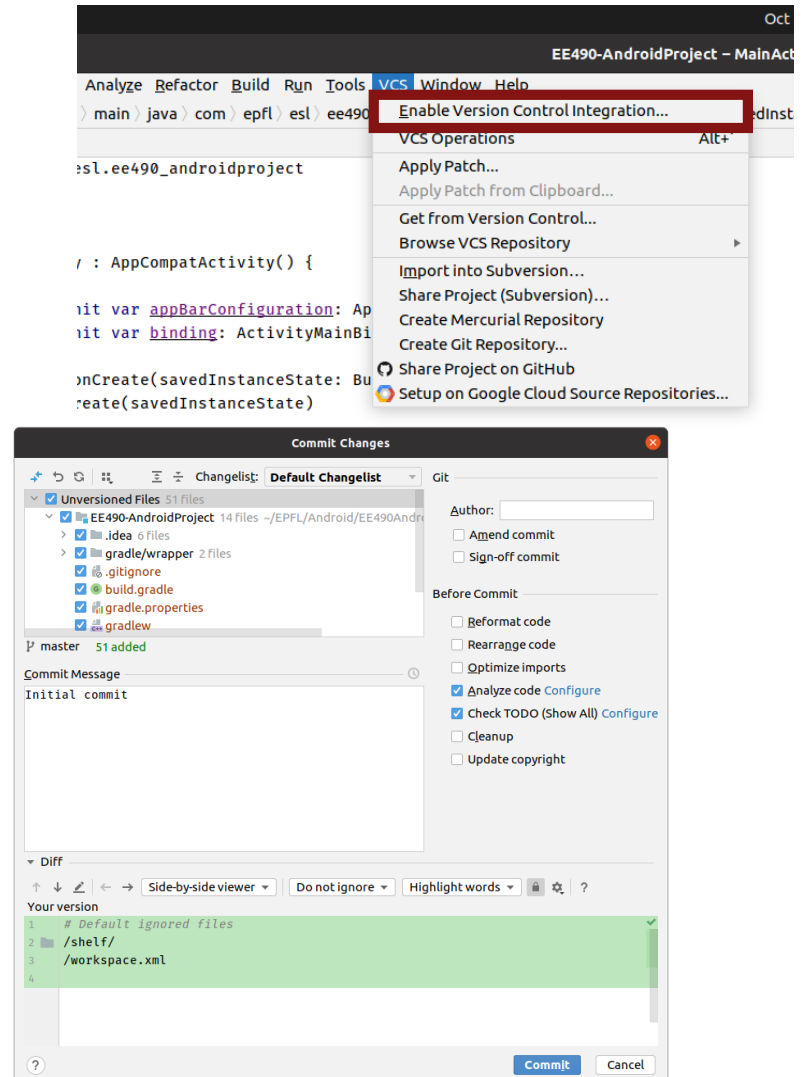 Oct
EE490-AndroidProject – MainAct
Analyze Refactor Build Run Tools VCS Window Help
main java com epfl esl ee490 edInst
Enable Version Control Integration...
VCS Operations Alt+`
Apply Patch...
esl.ee490_androidproject
Apply Patch from Clipboard...
Get from Version Control...
Browse VCS Repository
y : AppCompatActivity() {
Import into Subversion...
Share Project (Subversion)...
nit var appBarConfiguration: Ap
Create Mercurial Repository
nit var binding: ActivityMainBi
Create Git Repository...
Share Project on GitHub
onCreate(savedInstanceState: Bu
Setup on Google Cloud Source Repositories...
reate(savedInstanceState)
Commit Changes
Changelist: Default Changelist
Git
Unversioned Files 51 files
EE490-AndroidProject 14 files ~/EPFL/Android/EE490Andr
Author:
.idea 6 files
Amend commit
gradle/wrapper 2 files
Sign-off commit
.gitignore
build.gradle
Before Commit
gradle.properties
gradlew
Reformat code
master 51 added
Rearrange code
Optimize imports
Commit Message
Initial commit
Analyze code Configure
Check TODO (Show All) Configure
Cleanup
Update copyright
Diff
Side-by-side viewer Do not ignore Highlight words ?
Your version
1 # Default ignored files
2 /shelf/
3 /workspace.xml
4
? Commit Cancel